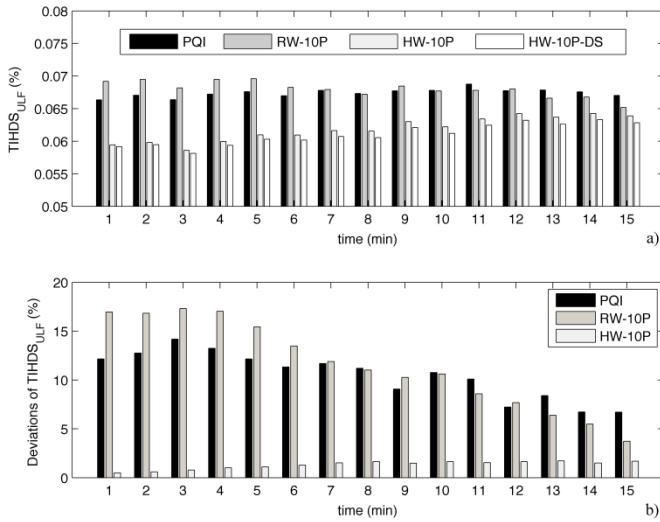 0.08
0.075
0.07
0.065
0.06
0.055
0.05
TIHDS_ULF (%)
PQI RW-10P HW-10P HW-10P-DS
1 2 3 4 5 6 7 8 9 10 11 12 13 14 15
time (min)
a)
20
15
10
5
0
Deviations of TIHDS_ULF (%)
PQI
RW-10P
HW-10P
1 2 3 4 5 6 7 8 9 10 11 12 13 14 15
time (min)
b)